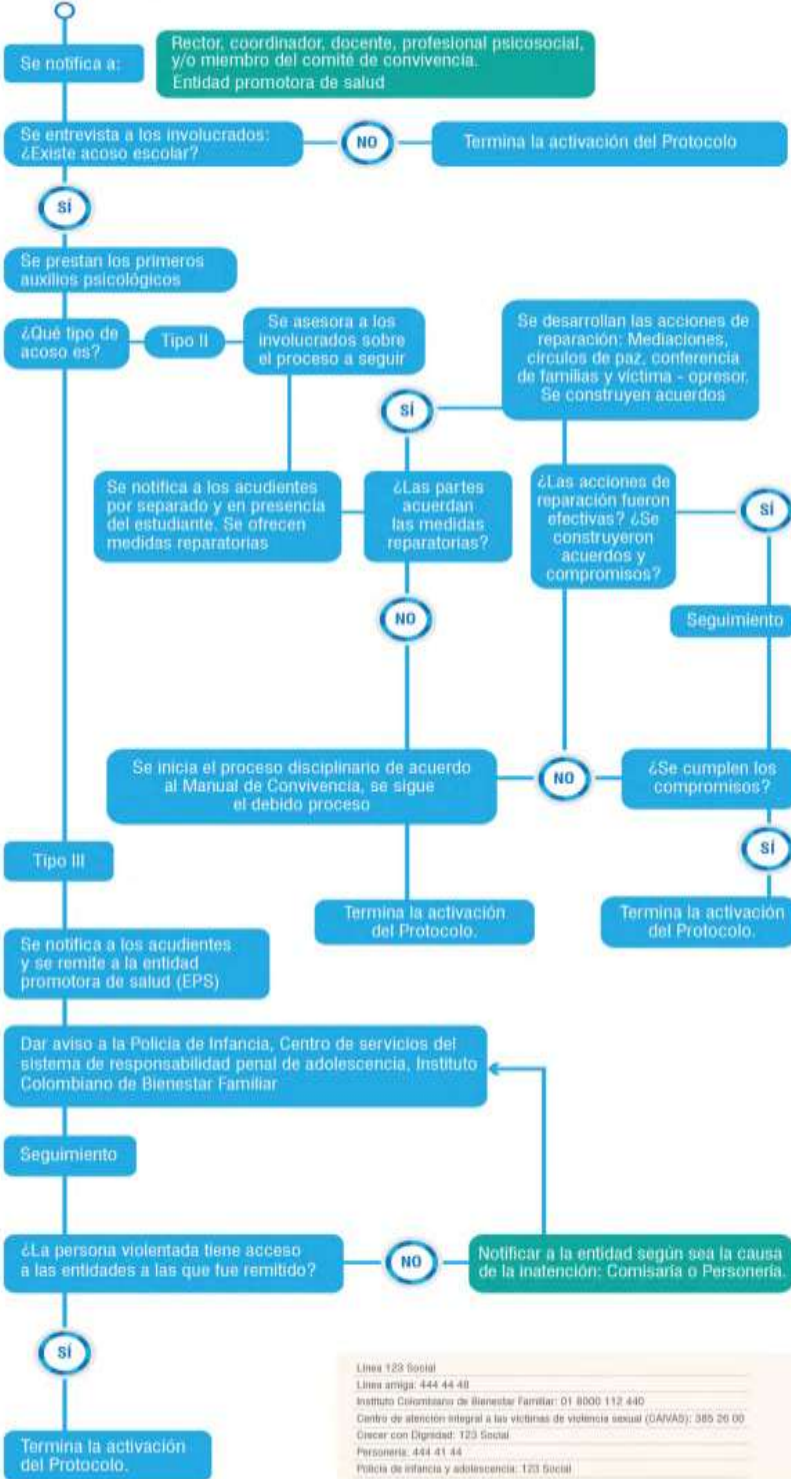 Se notifica a:
Rector, coordinador, docente, profesional psicosocial,
y/o miembro del comité de convivencia.
Entidad promotora de salud
Se entrevista a los involucrados:
¿Existe acoso escolar?
NO
Termina la activación del Protocolo
SÍ
Se prestan los primeros
auxilios psicológicos
¿Qué tipo de
acoso es?
Tipo II
Se asesora a los
involucrados sobre
el proceso a seguir
Se desarrollan las acciones de
reparación: Mediaciones,
círculos de paz, conferencia
de familias y víctima - opresor.
Se construyen acuerdos
SÍ
Se notifica a los acudientes
por separado y en presencia
del estudiante. Se ofrecen
medidas reparatorias
¿Las partes
acuerdan
las medidas
reparatorias?
¿Las acciones de
reparación fueron
efectivas? ¿Se
construyeron
acuerdos y
compromisos?
SÍ
NO
Seguimiento
Se inicia el proceso disciplinario de acuerdo
al Manual de Convivencia, se sigue
el debido proceso
NO
¿Se cumplen los
compromisos?
SÍ
Tipo III
Termina la activación
del Protocolo.
Termina la activación
del Protocolo.
Se notifica a los acudientes
y se remite a la entidad
promotora de salud (EPS)
Dar aviso a la Policía de Infancia, Centro de servicios del
sistema de responsabilidad penal de adolescencia, Instituto
Colombiano de Bienestar Familiar
Seguimiento
¿La persona violentada tiene acceso
a las entidades a las que fue remitido?
NO
Notificar a la entidad según sea la causa
de la inatención: Comisaría o Personería.
SÍ
Termina la activación
del Protocolo.
Línea 123 Social
Línea amiga: 444 44 48
Instituto Colombiano de Bienestar Familiar: 01 8000 112 440
Centro de atención integral a las víctimas de violencia sexual (CAIVAS): 385 26 00
Crecer con Dignidad: 123 Social
Personería: 444 41 44
Policía de infancia y adolescencia: 123 Social